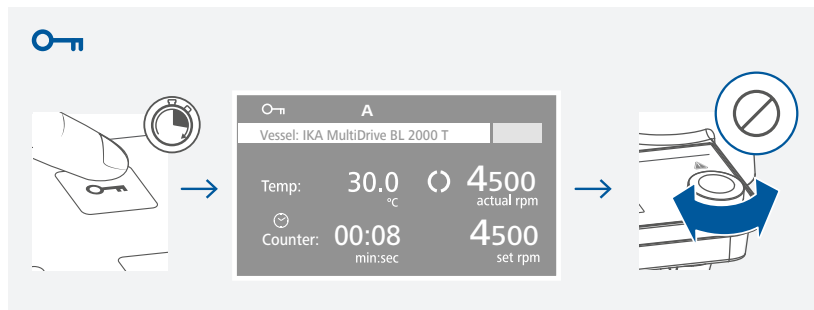 A
Vessel: IKA MultiDrive BL 2000 T
Temp: 30.0 °C
4500 actual rpm
Counter: 00:08 min:sec
4500 set rpm